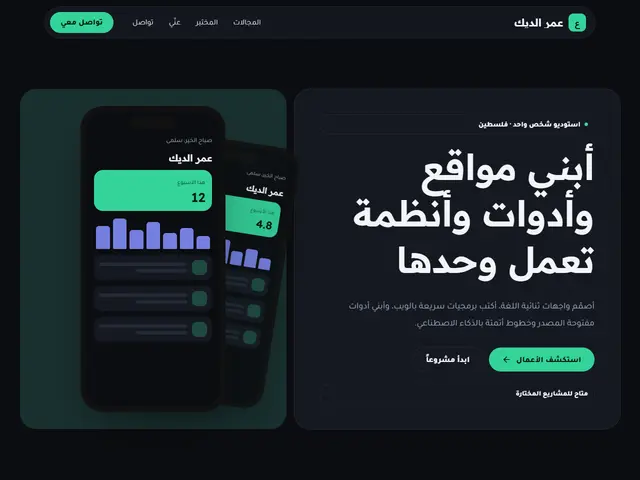 ع
عمر الديك
المجالات
المختبر
عنّي
تواصل
تواصل معي
استوديو شخص واحد · فلسطين
أبني مواقع
وأدوات وأنظمة
تعمل وحدها
أصمّم واجهات ثنائية اللغة، أكتب برمجيات سريعة بالويب، وأبني أدوات
مفتوحة المصدر وخطوط أتمتة بالذكاء الاصطناعي.
استكشف الأعمال ←
ابدأ مشروعاً
متاح للمشاريع المختارة
صباح الخير، سلمى
عمر الديك
هذا الأسبوع
12
صباح الخير، سلمى
عمر الديك
هذا الأسبوع
4.8